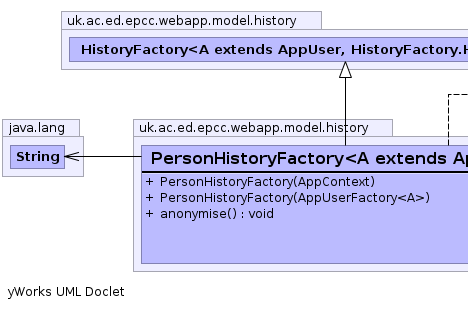 uk.ac.ed.epcc.webapp.model.history
HistoryFactory<A extends AppUser, HistoryFactory.H
java.lang
String
uk.ac.ed.epcc.webapp.model.history
PersonHistoryFactory<A extends Ap
+ PersonHistoryFactory(AppContext)
+ PersonHistoryFactory(AppUserFactory<A>)
+ anonymise() : void
yWorks UML Doclet